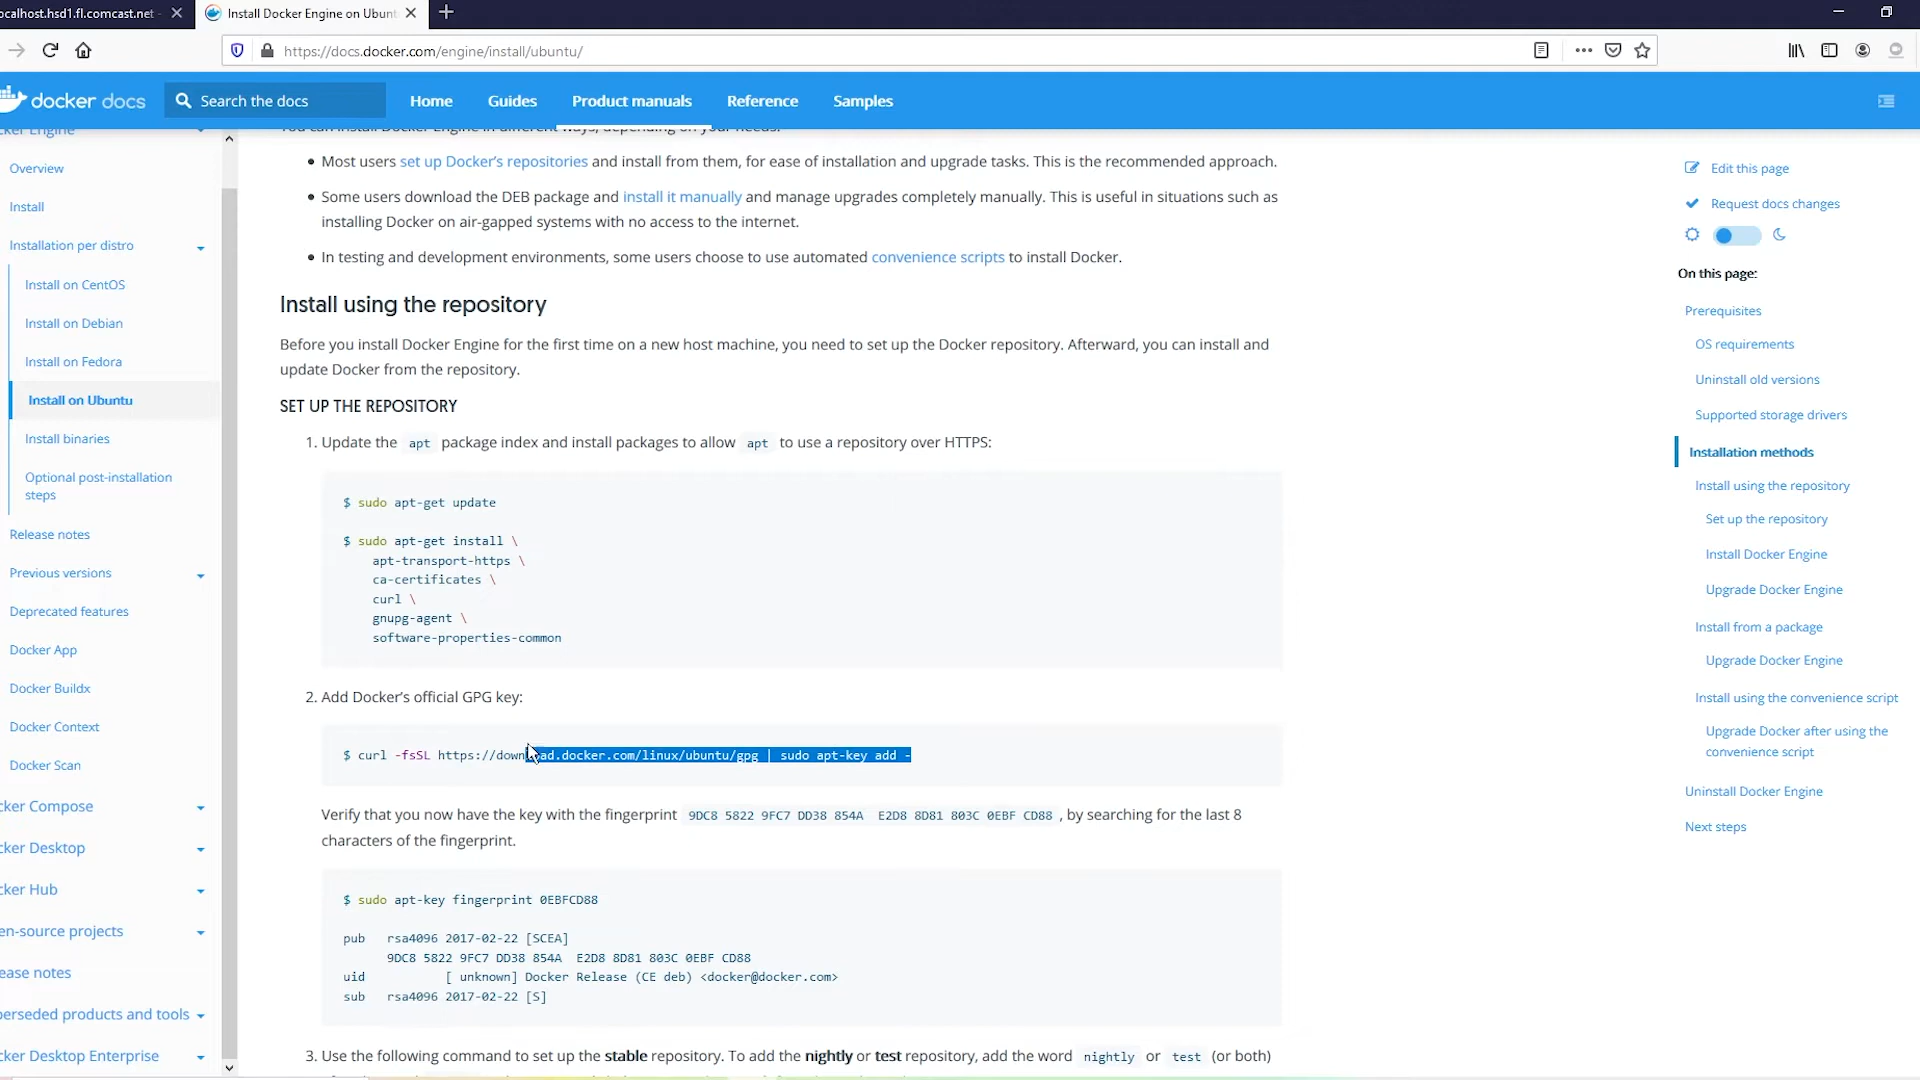 ocalhost.hsd1.fl.comcast.net
Install Docker Engine on Ubunt
https://docs.docker.com/engine/install/ubuntu/
docker docs
Search the docs
Home
Guides
Product manuals
Reference
Samples
cker Engine
Overview
Install
Installation per distro
Install on CentOS
Install on Debian
Install on Fedora
Install on Ubuntu
Install binaries
Optional post-installation
steps
Release notes
Previous versions
Deprecated features
Docker App
Docker Buildx
Docker Context
Docker Scan
cker Compose
cker Desktop
cker Hub
en-source projects
ease notes
perseded products and tools
cker Desktop Enterprise
You can install Docker Engine in different ways, depending on your needs:
• Most users set up Docker's repositories and install from them, for ease of installation and upgrade tasks. This is the recommended approach.
• Some users download the DEB package and install it manually and manage upgrades completely manually. This is useful in situations such as
installing Docker on air-gapped systems with no access to the internet.
• In testing and development environments, some users choose to use automated convenience scripts to install Docker.
Install using the repository
Before you install Docker Engine for the first time on a new host machine, you need to set up the Docker repository. Afterward, you can install and
update Docker from the repository.
SET UP THE REPOSITORY
1. Update the apt package index and install packages to allow apt to use a repository over HTTPS:
$ sudo apt-get update
$ sudo apt-get install \
apt-transport-https \
ca-certificates \
curl \
gnupg-agent \
software-properties-common
2. Add Docker's official GPG key:
$ curl -fsSL https://download.docker.com/linux/ubuntu/gpg | sudo apt-key add -
Verify that you now have the key with the fingerprint 9DC8 5822 9FC7 DD38 854A E2D8 8D81 803C 0EBF CD88 , by searching for the last 8
characters of the fingerprint.
$ sudo apt-key fingerprint 0EBFCD88
pub rsa4096 2017-02-22 [SCEA]
9DC8 5822 9FC7 DD38 854A E2D8 8D81 803C 0EBF CD88
uid [ unknown] Docker Release (CE deb) <docker@docker.com>
sub rsa4096 2017-02-22 [S]
3. Use the following command to set up the stable repository. To add the nightly or test repository, add the word nightly or test (or both)
Edit this page
Request docs changes
On this page:
Prerequisites
OS requirements
Uninstall old versions
Supported storage drivers
Installation methods
Install using the repository
Set up the repository
Install Docker Engine
Upgrade Docker Engine
Install from a package
Upgrade Docker Engine
Install using the convenience script
Upgrade Docker after using the
convenience script
Uninstall Docker Engine
Next steps